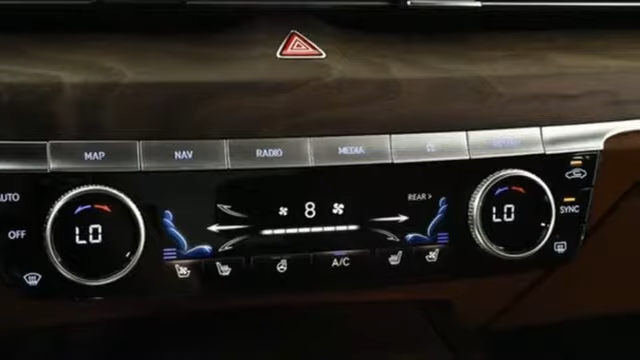 MAP
NAV
RADIO
MEDIA
AUTO
OFF
LO
8
REAR >
A/C
LO
SYNC